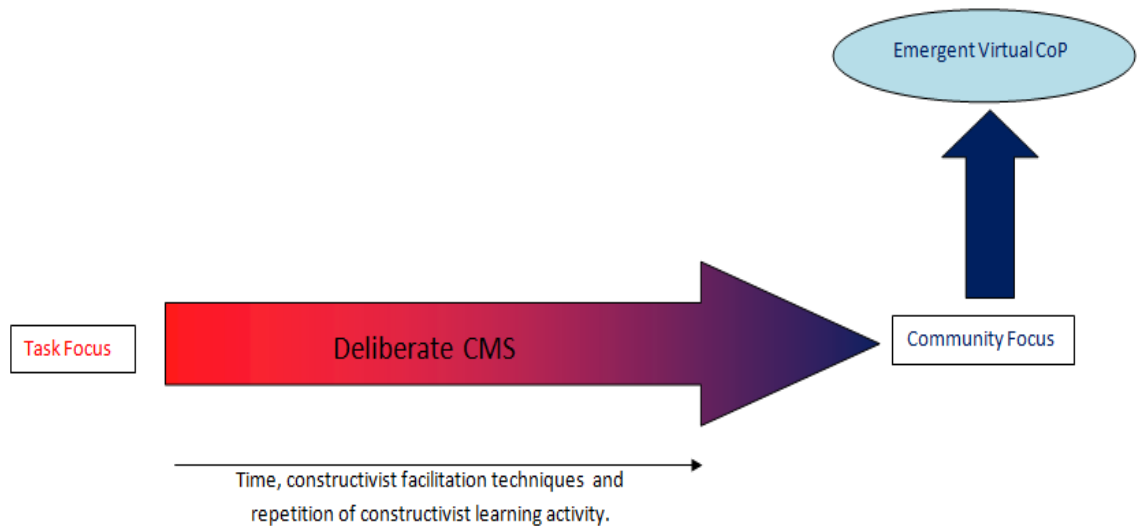 Emergent Virtual CoP
Task Focus
Deliberate CMS
Community Focus
Time, constructivist facilitation techniques and
repetition of constructivist learning activity.